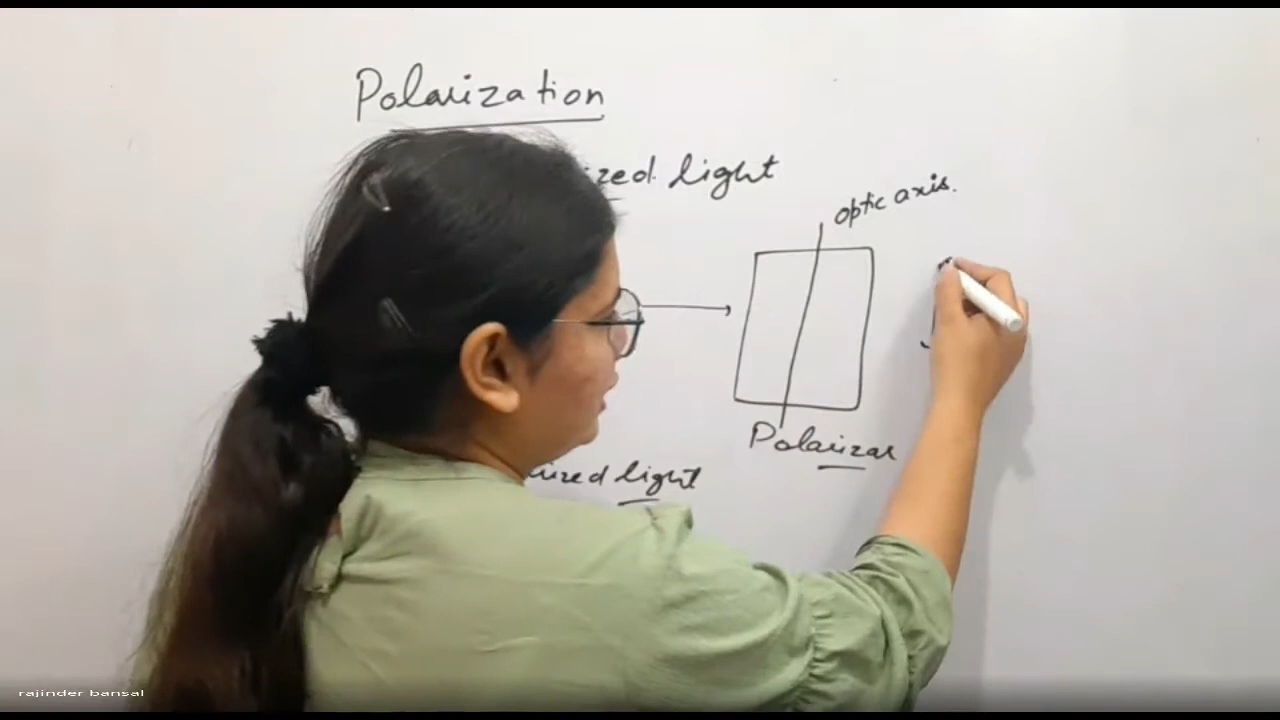 Polarization
ized light
optic axis.
Polarizar
ized light
rajinder bansal